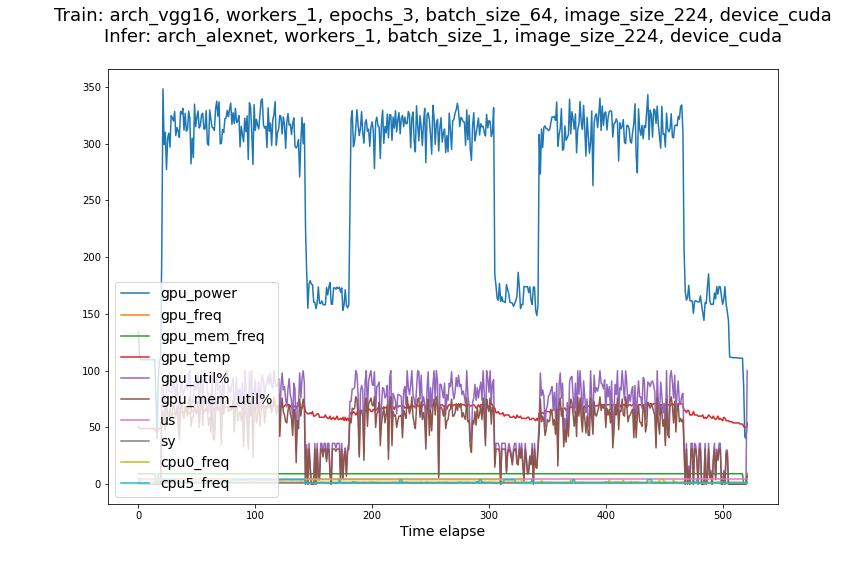 Train: arch_vgg16, workers_1, epochs_3, batch_size_64, image_size_224, device_cuda
Infer: arch_alexnet, workers_1, batch_size_1, image_size_224, device_cuda
350
300
250
200
150
100
50
0
gpu_power
gpu_freq
gpu_mem_freq
gpu_temp
gpu_util%
gpu_mem_util%
us
sy
cpu0_freq
cpu5_freq
0 100 200 300 400 500
Time elapse